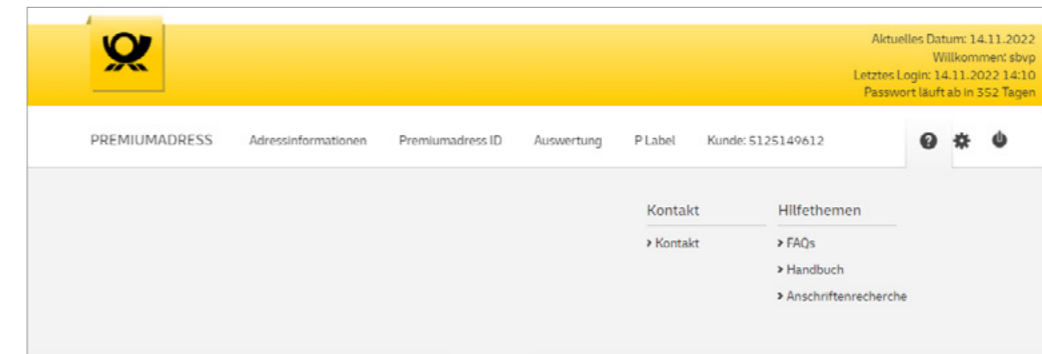 Aktuelles Datum: 14.11.2022
Willkommen: sbvp
Letztes Login: 14.11.2022 14:10
Passwort läuft ab in 352 Tagen
PREMIUMADRESS Adressinformationen Premiumadress ID Auswertung P Label Kunde: 5125149612
Kontakt Hilfethemen
> Kontakt > FAQs
> Handbuch
> Anschriftenrecherche